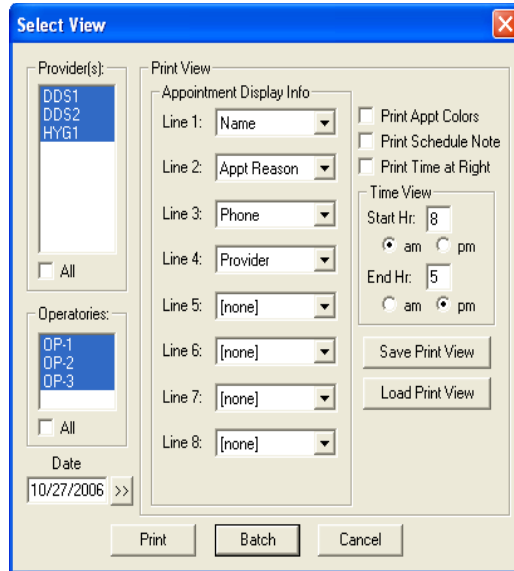 Select View
Provider(s):
DDS1
DDS2
HYG1
All
Operatories:
OP-1
OP-2
OP-3
All
Date
10/27/2006 >>
Print View
Appointment Display Info
Line 1: Name
Line 2: Appt Reason
Line 3: Phone
Line 4: Provider
Line 5: [none]
Line 6: [none]
Line 7: [none]
Line 8: [none]
Print Appt Colors
Print Schedule Note
Print Time at Right
Time View
Start Hr: 8
am pm
End Hr: 5
am pm
Save Print View
Load Print View
Print Batch Cancel